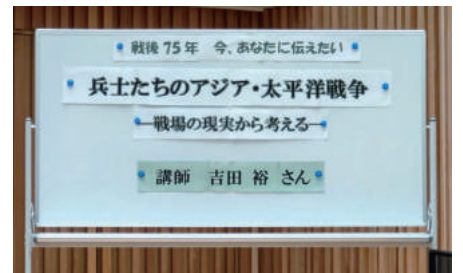 戦後75年 今、あなたに伝えたい
兵士たちのアジア・太平洋戦争
―戦場の現実から考える―
講師 吉田 裕 さん